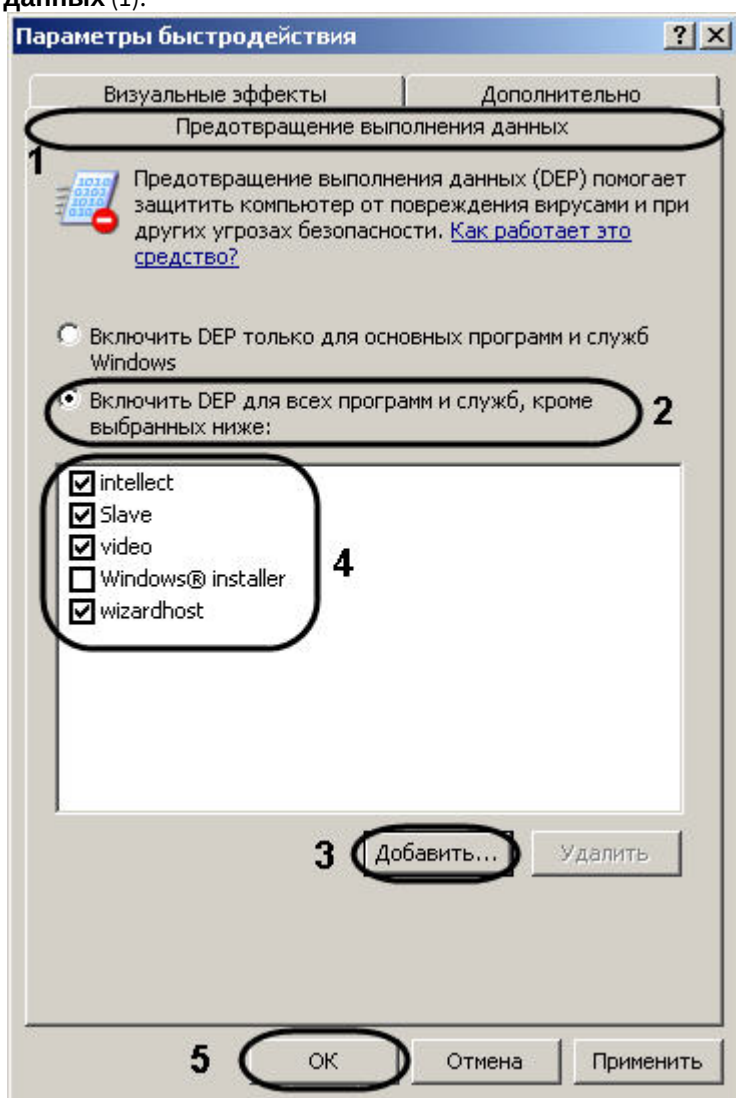 данных (1).
Параметры быстродействия
Визуальные эффекты Дополнительно
Предотвращение выполнения данных
1
Предотвращение выполнения данных (DEP) помогает
защитить компьютер от повреждения вирусами и при
других угрозах безопасности. Как работает это
средство?
Включить DEP только для основных программ и служб
Windows
Включить DEP для всех программ и служб, кроме
выбранных ниже:
2
intellect
Slave
video
Windows® installer
wizardhost
4
3 Добавить... Удалить
5 ОК Отмена Применить